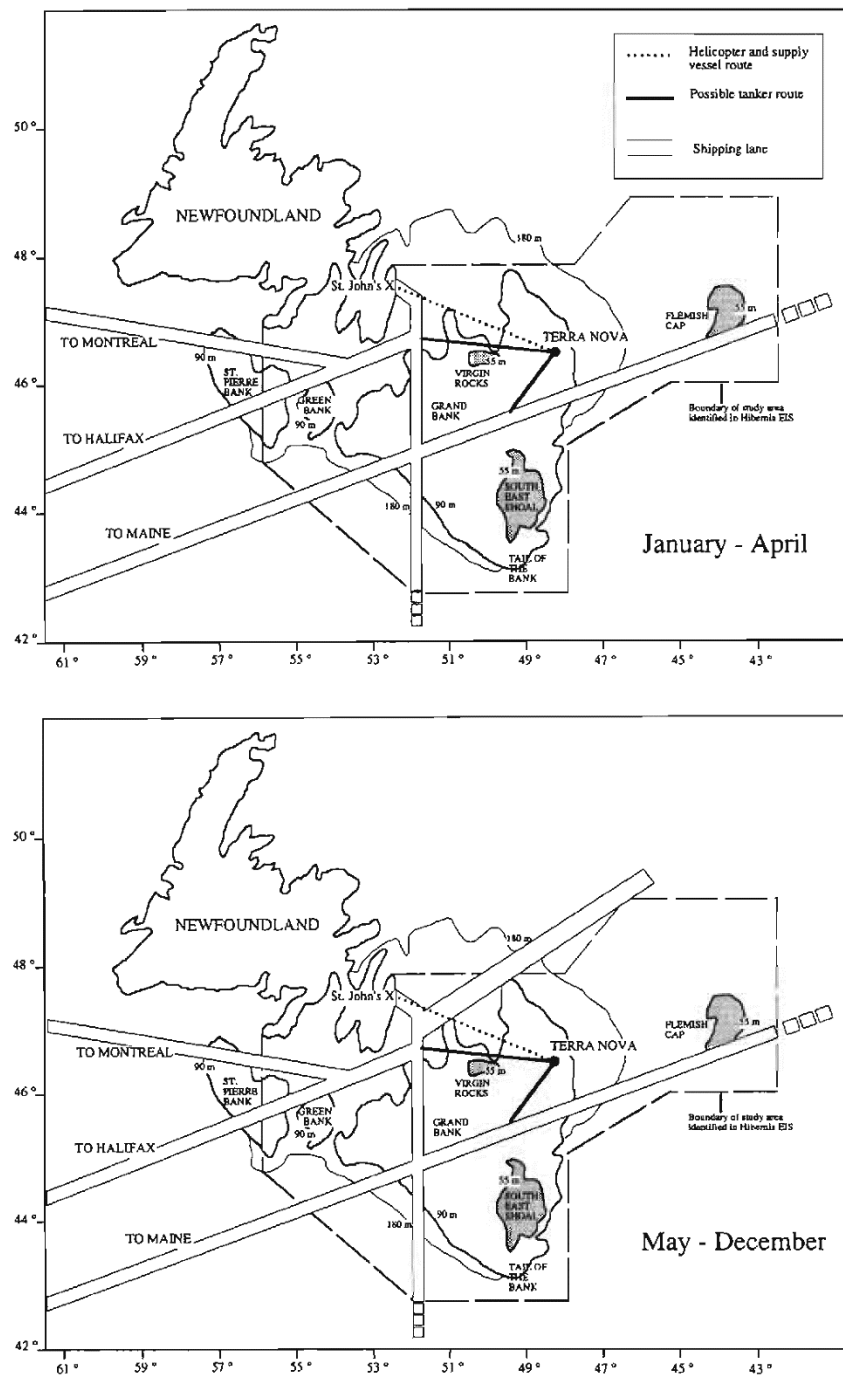 Helicopter and supply
vessel route
Possible tanker route
Shipping lane
50 °
48 °
46 °
44 °
42 °
NEWFOUNDLAND
180 m
St. John's X
TERRA NOVA
FLEMISH
CAP
55 m
TO MONTREAL
90 m
ST.
PIERRE
BANK
GREEN
BANK
90 m
55 m
VIRGIN
ROCKS
GRAND
BANK
Boundary of study area
identified in Hibernia EIS
TO HALIFAX
TO MAINE
180 m
90 m
55 m
SOUTH
EAST
SHOAL
TAIL OF
THE
BANK
January - April
61 °
59 °
57 °
55 °
53 °
51 °
49 °
47 °
45 °
43 °
50 °
48 °
46 °
44 °
42 °
NEWFOUNDLAND
180 m
St. John's X
TERRA NOVA
FLEMISH
CAP
55 m
TO MONTREAL
90 m
ST.
PIERRE
BANK
GREEN
BANK
90 m
55 m
VIRGIN
ROCKS
GRAND
BANK
Boundary of study area
identified in Hibernia EIS
TO HALIFAX
TO MAINE
180 m
90 m
55 m
SOUTH
EAST
SHOAL
TAIL OF
THE
BANK
May - December
61 °
59 °
57 °
55 °
53 °
51 °
49 °
47 °
45 °
43 °